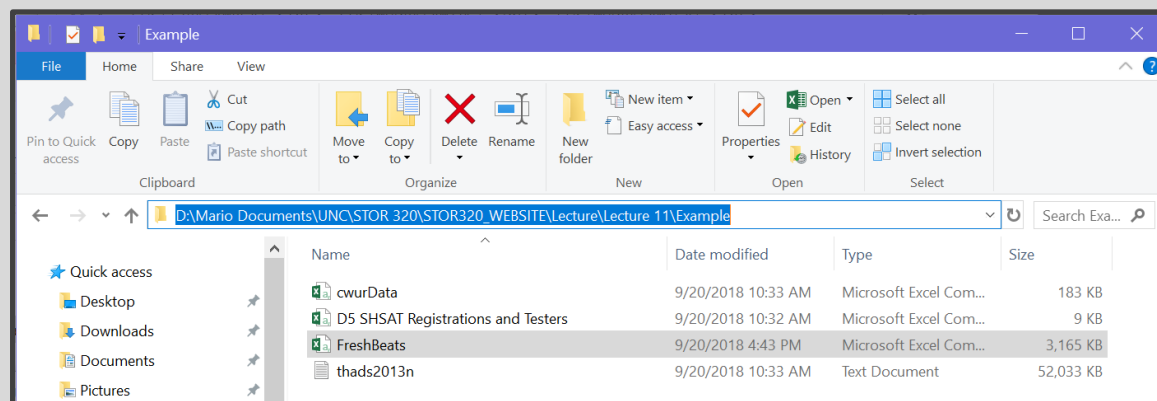 Example
File Home Share View
Pin to Quick access
Copy
Paste
Cut
Copy path
Paste shortcut
Move to
Copy to
Delete
Rename
New folder
New item
Easy access
Properties
Open
Edit
History
Select all
Select none
Invert selection
Clipboard Organize New Open Select
D:\Mario Documents\UNC\STOR 320\STOR320_WEBSITE\Lecture\Lecture 11\Example
Search Exa...
Quick access
Desktop
Downloads
Documents
Pictures
Name Date modified Type Size
cwurData 9/20/2018 10:33 AM Microsoft Excel Com... 183 KB
D5 SHSAT Registrations and Testers 9/20/2018 10:32 AM Microsoft Excel Com... 9 KB
FreshBeats 9/20/2018 4:43 PM Microsoft Excel Com... 3,165 KB
thads2013n 9/20/2018 10:33 AM Text Document 52,033 KB